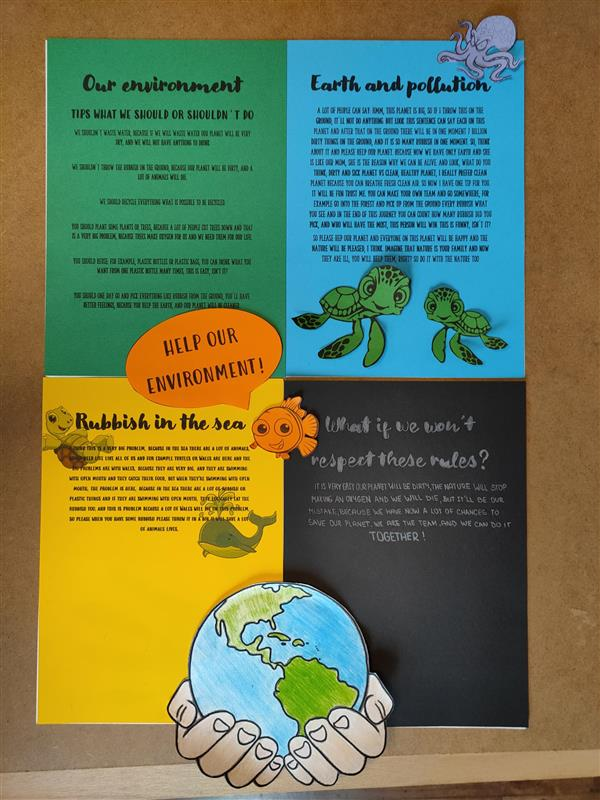 Our environment
TIPS WHAT WE SHOULD OR SHOULDN'T DO
WE SHOULDN'T WASTE WATER, BECAUSE IF WE WILL WASTE WATER OUR PLANET WILL BE VERY
DRY, AND WE WILL NOT HAVE ANYTHING TO DRINK
WE SHOULDN'T THROW THE RUBBISH ON THE GROUND, BECAUSE OUR PLANET WILL BE DIRTY, AND A
LOT OF ANIMALS WILL DIE.
WE SHOULD RECYCLE EVERYTHING WHAT IS POSSIBLE TO BE RECYCLED
YOU SHOULD PLANT SOME PLANTS OR TREES, BECAUSE A LOT OF PEOPLE CUT TREES DOWN AND THAT
IS A VERY BIG PROBLEM, BECAUSE TREES MAKE OXYGEN FOR US AND WE NEED THEM FOR OUR LIFE.
YOU SHOULD REUSE: FOR EXAMPLE, PLASTIC BOTTLES OR PLASTIC BAGS, YOU CAN DRINK WHAT YOU
WANT FROM ONE PLASTIC BOTTLE MANY TIMES, THIS IS EASY, ISN'T IT?
YOU SHOULD ONE DAY GO AND PICK EVERYTHING LIKE RUBBISH FROM THE GROUND, YOU'LL HAVE
BETTER FEELINGS, BECAUSE YOU HELP THE EARTH, AND OUR PLANET WILL BE CLEANER
Earth and pollution
A LOT OF PEOPLE CAN SAY: HMM, THIS PLANET IS BIG, SO IF I THROW THIS ON THE
GROUND, IT'LL NOT DO ANYTHING BUT LOOK THIS SENTENCE CAN SAY EACH ON THIS
PLANET AND AFTER THAT ON THE GROUND THERE WILL BE IN ONE MOMENT 7 BILLION
DIRTY THINGS ON THE GROUND, AND IT IS SO MANY RUBBISH IN ONE MOMENT. SO, THINK
ABOUT IT AND PLEASE HELP OUR PLANET BECAUSE NOW WE HAVE ONLY EARTH AND SHE
IS LIKE OUR MOM, SHE IS THE REASON WHY WE CAN BE ALIVE. AND LOOK, WHAT DO YOU
THINK, DIRTY AND SICK PLANET VS CLEAN, HEALTHY PLANET, I REALLY PREFER CLEAN
PLANET BECAUSE YOU CAN BREATHE FRESH CLEAN AIR. SO NOW I HAVE ONE TIP FOR YOU
IT WILL BE FUN TRUST ME. YOU CAN MAKE YOUR OWN TEAM AND GO SOMEWHERE, FOR
EXAMPLE GO INTO THE FOREST AND PICK UP FROM THE GROUND EVERY RUBBISH WHAT
YOU SEE AND IN THE END OF THIS JOURNEY YOU CAN COUNT HOW MANY RUBBISH DID YOU
PICK, AND WHO WILL HAVE THE MOST, THIS PERSON WILL WIN THIS IS FUNNY, ISN'T IT?
SO PLEASE HELP OUR PLANET AND EVERYONE ON THIS PLANET WILL BE HAPPY AND THE
NATURE WILL BE PLEASED, I THINK. IMAGINE THAT NATURE IS YOUR FAMILY AND NOW
THEY ARE ILL, YOU WILL HELP THEM, RIGHT? SO DO IT WITH THE NATURE TOO
HELP OUR
ENVIRONMENT!
Rubbish in the sea
THINK THIS IS A VERY BIG PROBLEM, BECAUSE IN THE SEA THERE ARE A LOT OF ANIMALS,
NEED LIVE LIKE ALL OF US AND FOR EXAMPLE TURTLES OR WALES ARE HERE AND THE
BIG PROBLEMS ARE WITH WALES, BECAUSE THEY ARE VERY BIG, AND THEY ARE SWIMMING
WITH OPEN MOUTH AND THEY CATCH THEIR FOOD, BUT WHEN THEY'RE SWIMMING WITH OPEN
MOUTH, THE PROBLEM IS HERE, BECAUSE IN THE SEA THERE ARE A LOT OF RUBBISH OR
PLASTIC THINGS AND IF THEY ARE SWIMMING WITH OPEN MOUTH, THEY CAN EAT THE
RUBBISH TOO, AND THIS IS PROBLEM BECAUSE A LOT OF WALES WILL DIE ON THIS PROBLEM,
SO PLEASE WHEN YOU HAVE SOME RUBBISH PLEASE THROW IT IN A BIN IT WILL SAVE A LOT
OF ANIMALS LIVES.
What if we won't
respect these rules?
IT IS VERY EASY OUR PLANET WILL BE DIRTY, THE NATURE WILL STOP
MAKING AN OXYGEN AND WE WILL DIE, BUT IT'LL BE OUR
MISTAKE, BECAUSE WE HAVE NOW A LOT OF CHANCES TO
SAVE OUR PLANET. WE ARE THE TEAM, AND WE CAN DO IT
TOGETHER!